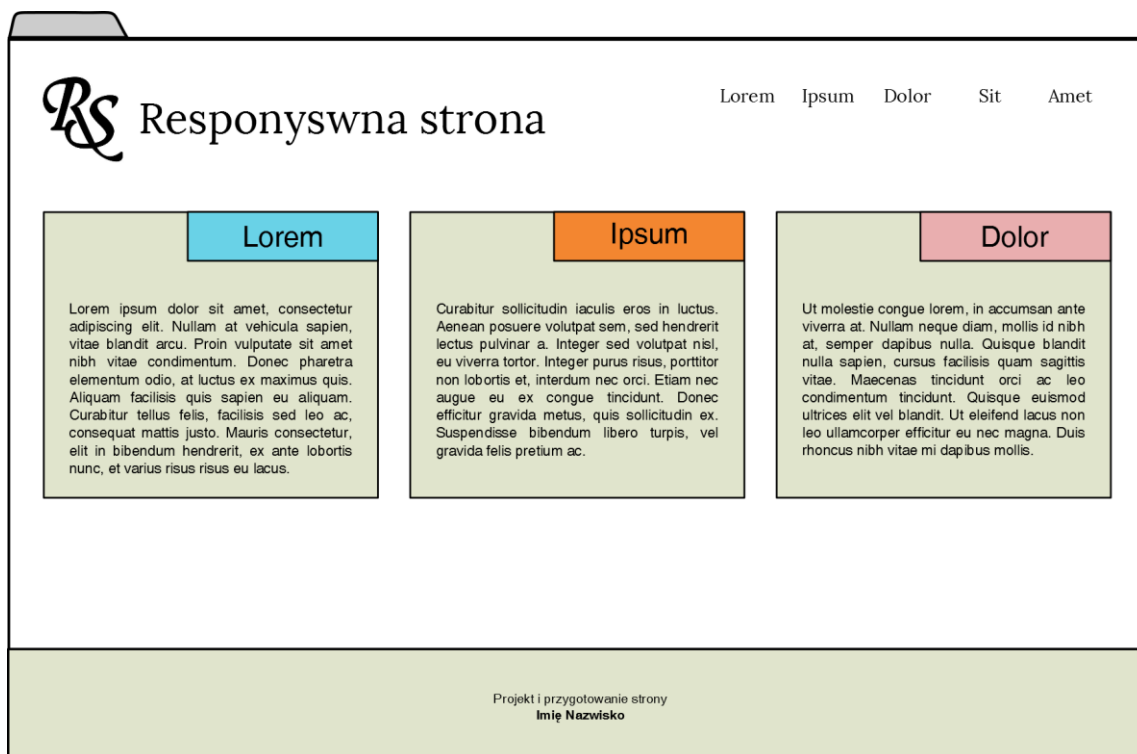 RS Responyswna strona
Lorem Ipsum Dolor Sit Amet
Lorem
Lorem ipsum dolor sit amet, consectetur
adipiscing elit. Nullam at vehicula sapien,
vitae blandit arcu. Proin vulputate sit amet
nibh vitae condimentum. Donec pharetra
elementum odio, at luctus ex maximus quis.
Aliquam facilisis quis sapien eu aliquam.
Curabitur tellus felis, facilisis sed leo ac,
consequat mattis justo. Mauris consectetur,
elit in bibendum hendrerit, ex ante lobortis
nunc, et varius risus risus eu lacus.
Ipsum
Curabitur sollicitudin iaculis eros in luctus.
Aenean posuere volutpat sem, sed hendrerit
lectus pulvinar a. Integer sed volutpat nisl,
eu viverra tortor. Integer purus risus, porttitor
non lobortis et, interdum nec orci. Etiam nec
augue eu ex congue tincidunt. Donec
efficitur gravida metus, quis sollicitudin ex.
Suspendisse bibendum libero turpis, vel
gravida felis pretium ac.
Dolor
Ut molestie congue lorem, in accumsan ante
viverra at. Nullam neque diam, mollis id nibh
at, semper dapibus nulla. Quisque blandit
nulla sapien, cursus facilisis quam sagittis
vitae. Maecenas tincidunt orci ac leo
condimentum tincidunt. Quisque euismod
ultrices elit vel blandit. Ut eleifend lacus non
leo ullamcorper efficitur eu nec magna. Duis
rhoncus nibh vitae mi dapibus mollis.
Projekt i przygotowanie strony
Imię Nazwisko